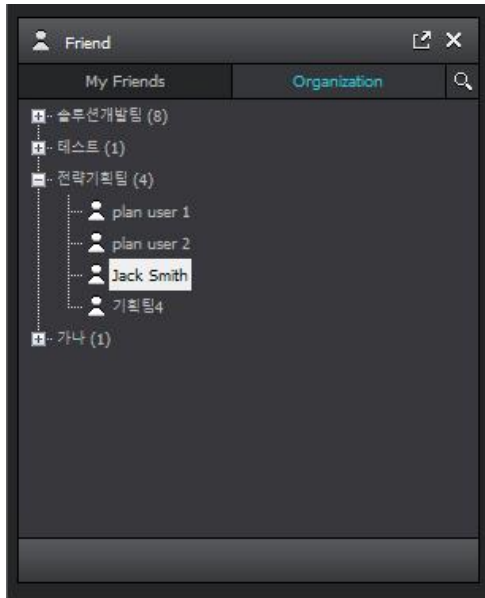 Friend
My Friends Organization
솔루션개발팀 (8)
테스트 (1)
전략기획팀 (4)
plan user 1
plan user 2
Jack Smith
기획팀4
가나 (1)